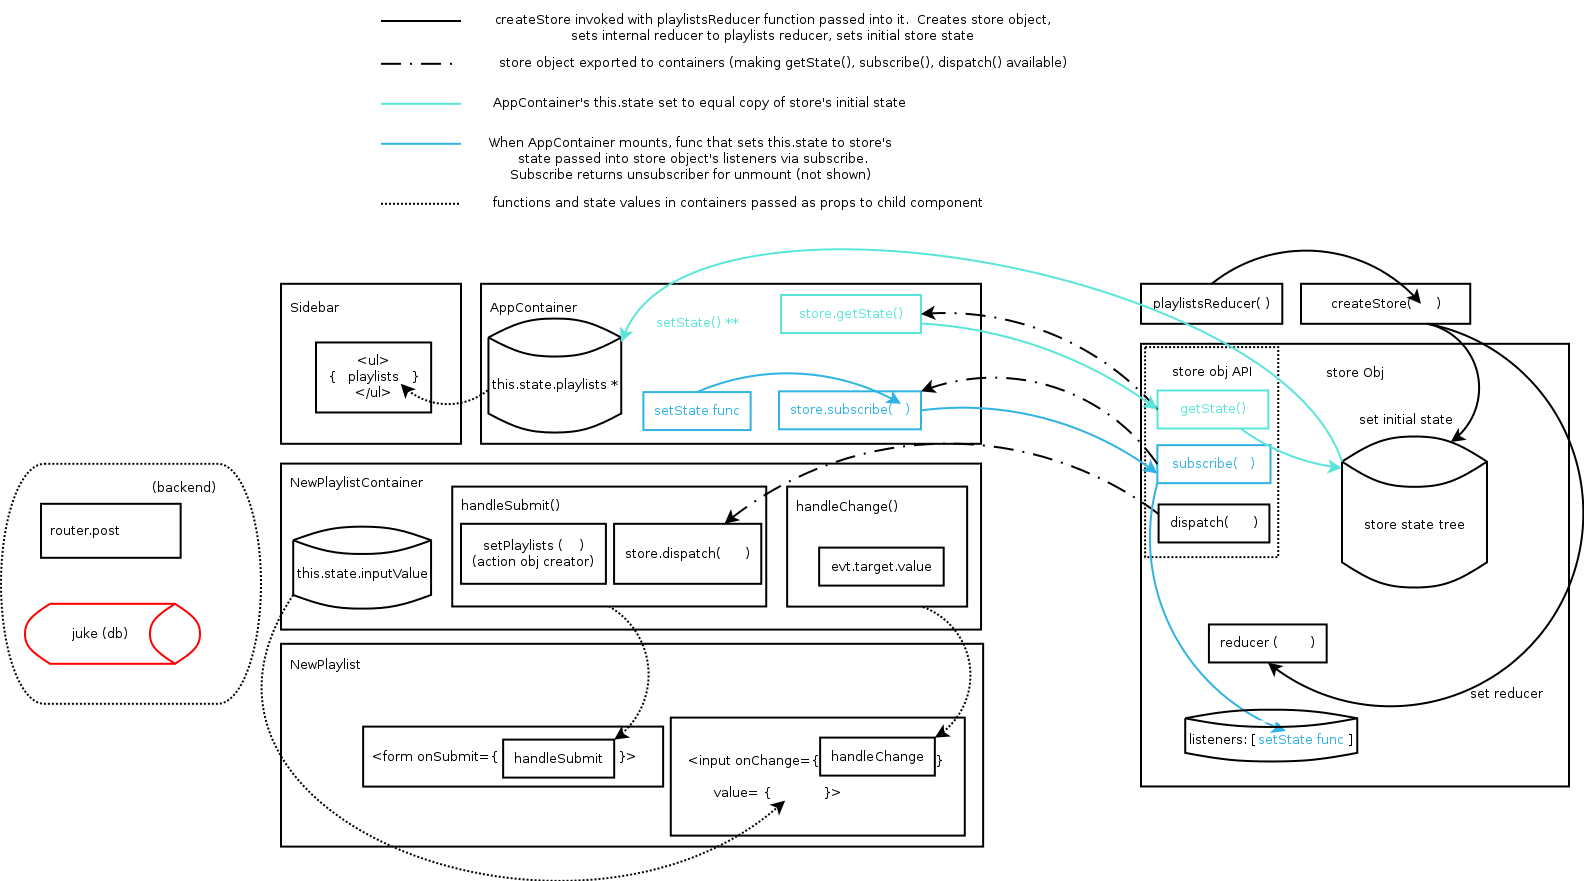 createStore invoked with playlistsReducer function passed into it.  Creates store object,
sets internal reducer to playlists reducer, sets initial store state
store object exported to containers (making getState(), subscribe(), dispatch() available)
AppContainer's this.state set to equal copy of store's initial state
When AppContainer mounts, func that sets this.state to store's
state passed into store object's listeners via subscribe.
Subscribe returns unsubscriber for unmount (not shown)
functions and state values in containers passed as props to child component
Sidebar
<ul>
{   playlists   }
</ul>
AppContainer
this.state.playlists *
setState() **
store.getState()
setState func
store.subscribe(   )
playlistsReducer( )
createStore(      )
store Obj
store obj API
getState()
subscribe(   )
dispatch(      )
set initial state
store state tree
reducer (        )
set reducer
listeners: [ setState func ]
(backend)
router.post
juke (db)
NewPlaylistContainer
this.state.inputValue
handleSubmit()
setPlaylists (    )
(action obj creator)
store.dispatch(      )
handleChange()
evt.target.value
NewPlaylist
<form onSubmit={ handleSubmit }>
<input onChange={ handleChange }
value= {             }>